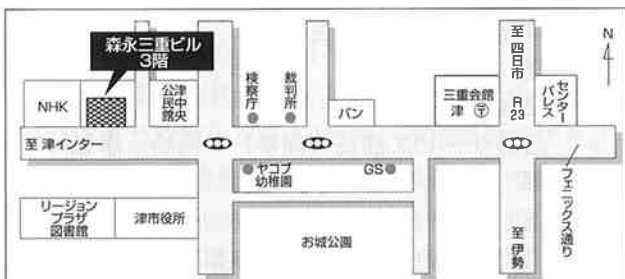 森永三重ビル
3階
NHK
津中央
公民館
検察庁
裁判所
パン
三重会館
津 〒
至四日市
R23
センターパレス
N
至 津インター
ヤコブ
幼稚園
GS
フェニックス通り
リージョン
プラザ
図書館
津市役所
お城公園
至伊勢